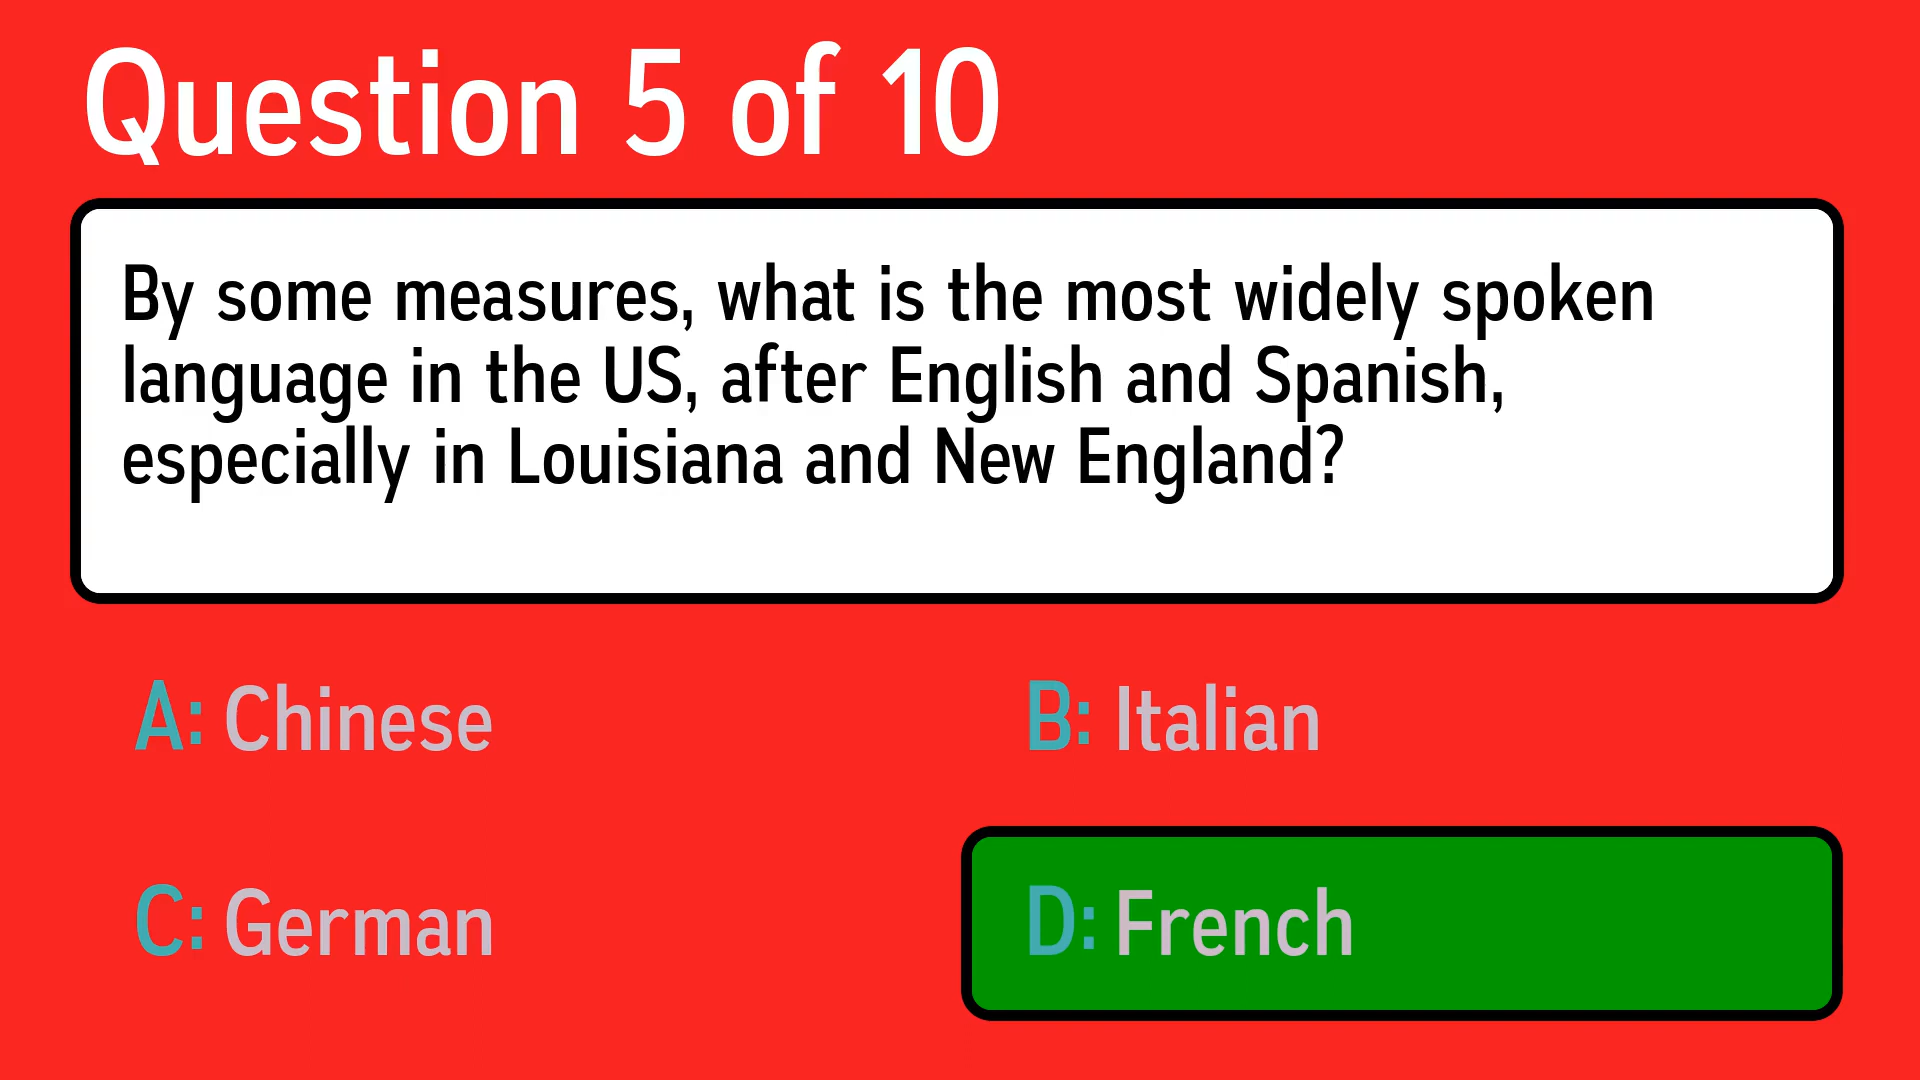 Question 5 of 10
By some measures, what is the most widely spoken
language in the US, after English and Spanish,
especially in Louisiana and New England?
A: Chinese
B: Italian
C: German
D: French